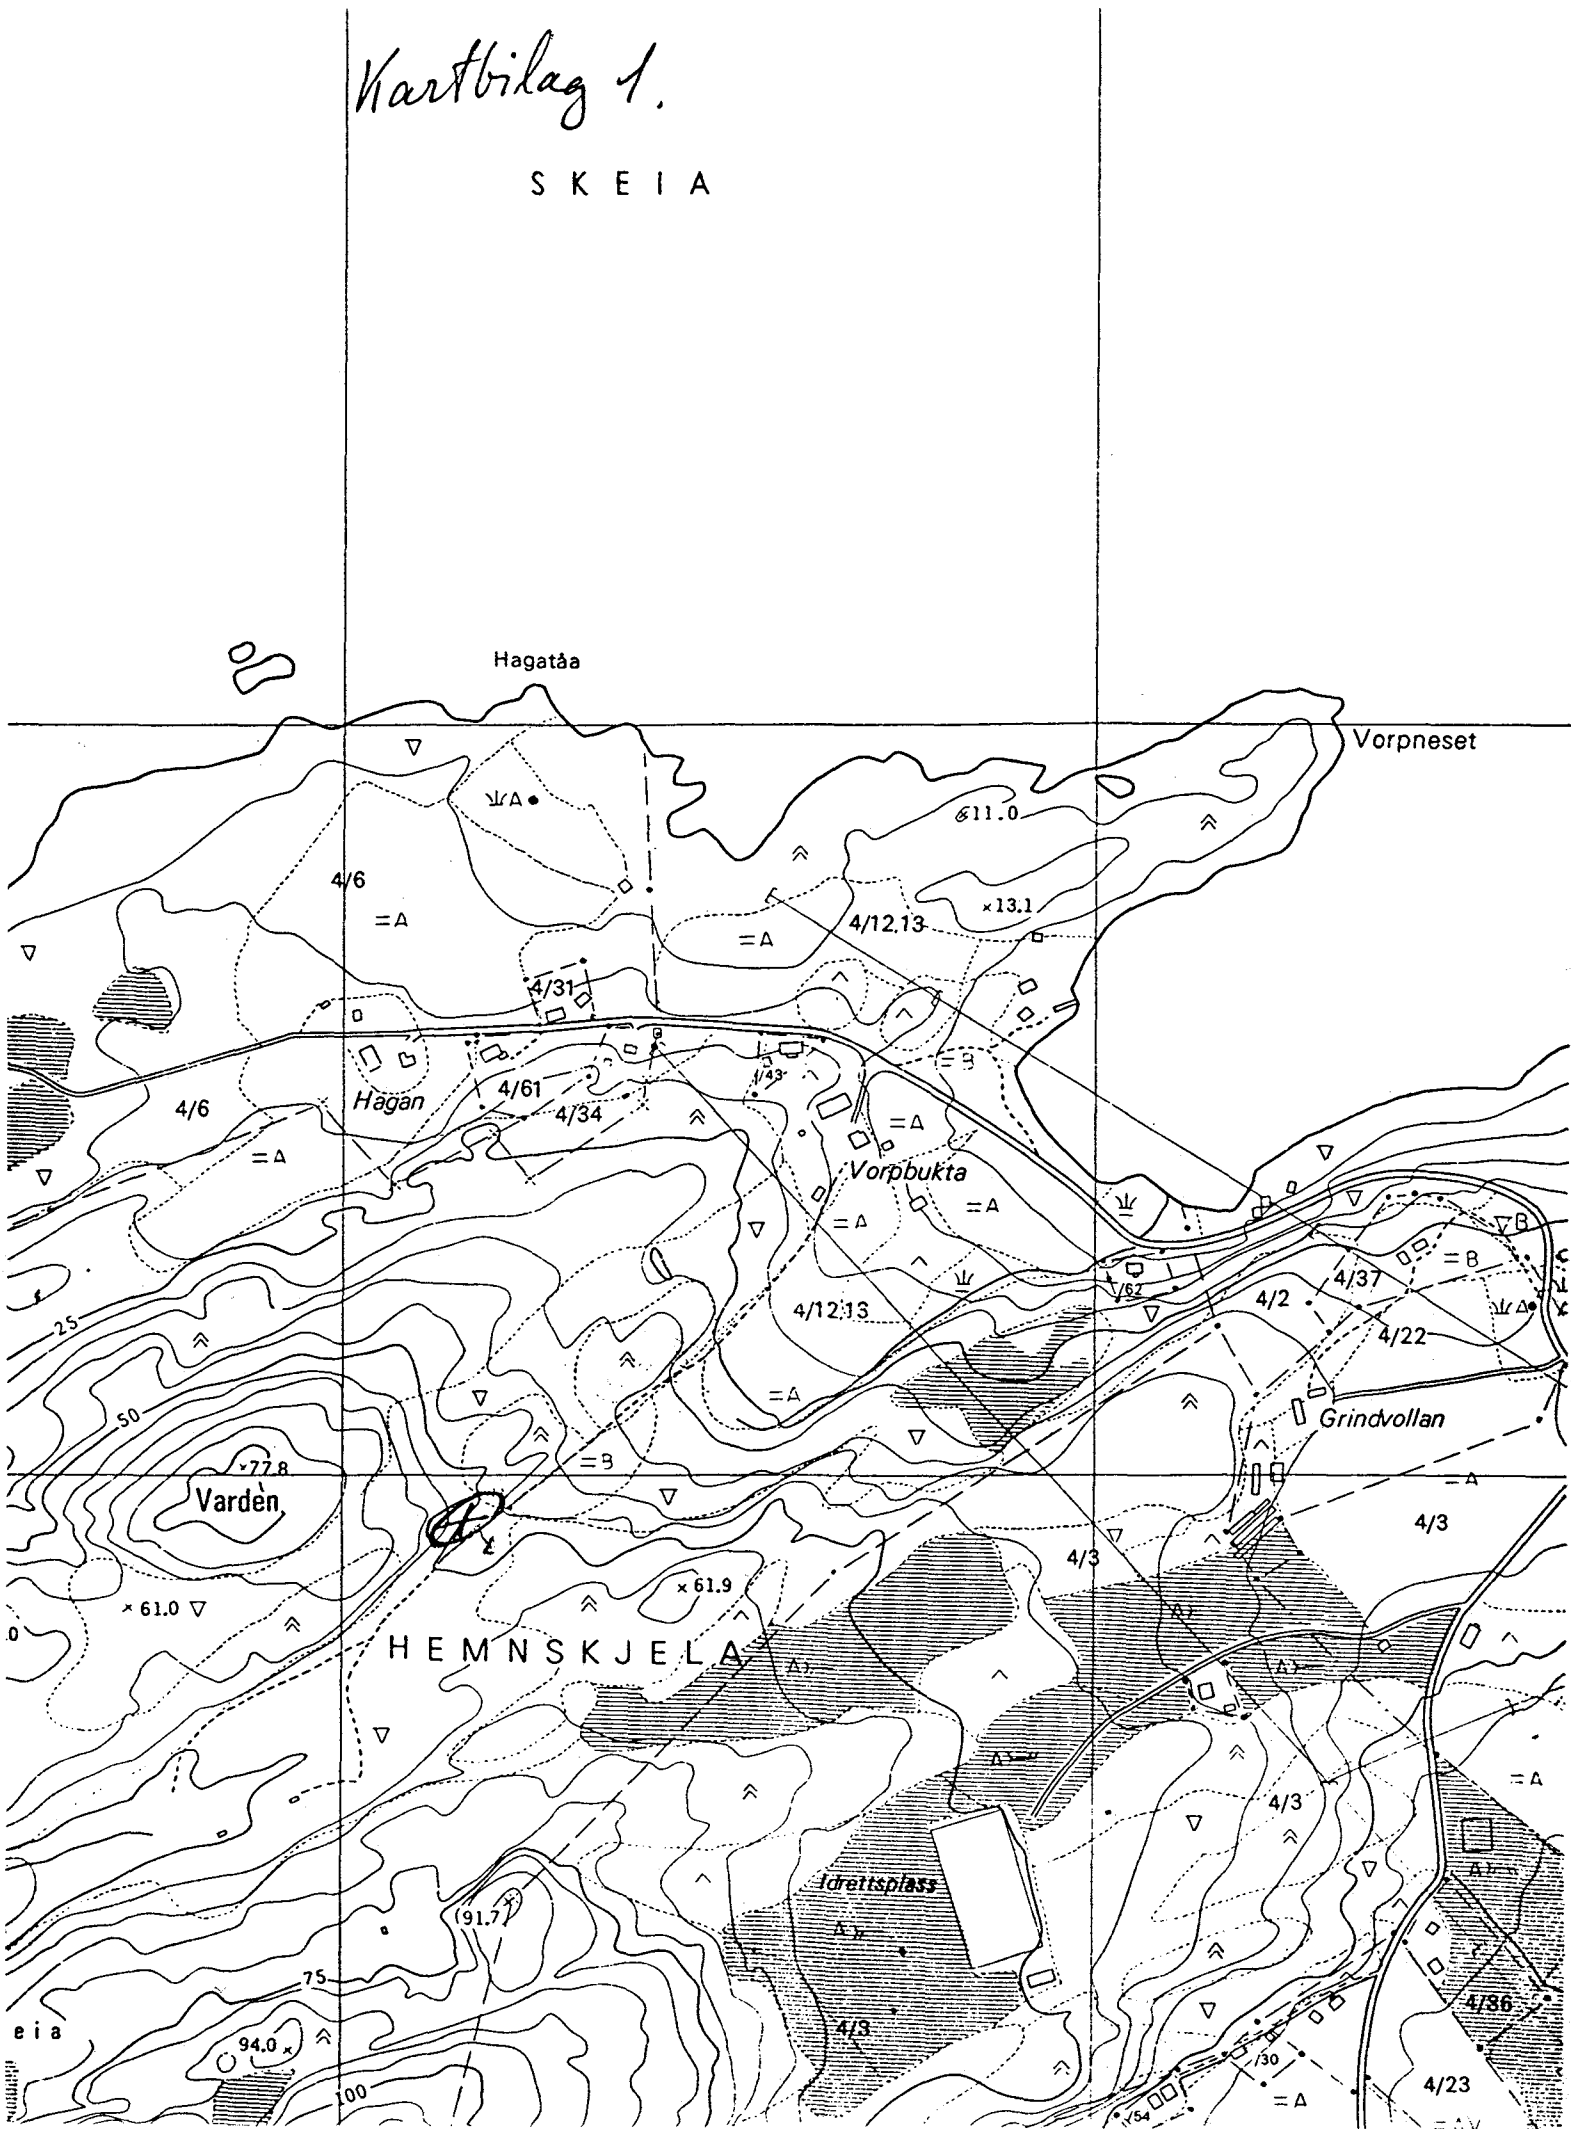 Kartbilag 1.
SKEIA
Hagatåa
Vorpneset
A
11.0
4/6
×13.1
4/12,13
=A
=A
4/31
=B
/43
4/61
Hagan
4/6
4/34
=A
=A
Vorpbukta
=A
=A
B
=B
4/37
/62
4/2
A
4/12,13
25
4/22
=A
50
Grindvollan
=B
×77.8
=A
Varden
4/3
4/3
×61.9
×61.0
0
HEMNSKJELA
=A
4/3
Idrettsplass
(91.7)
75
4/36
eia
4/3
94.0 ×
/30
100
4/23
=A
/54